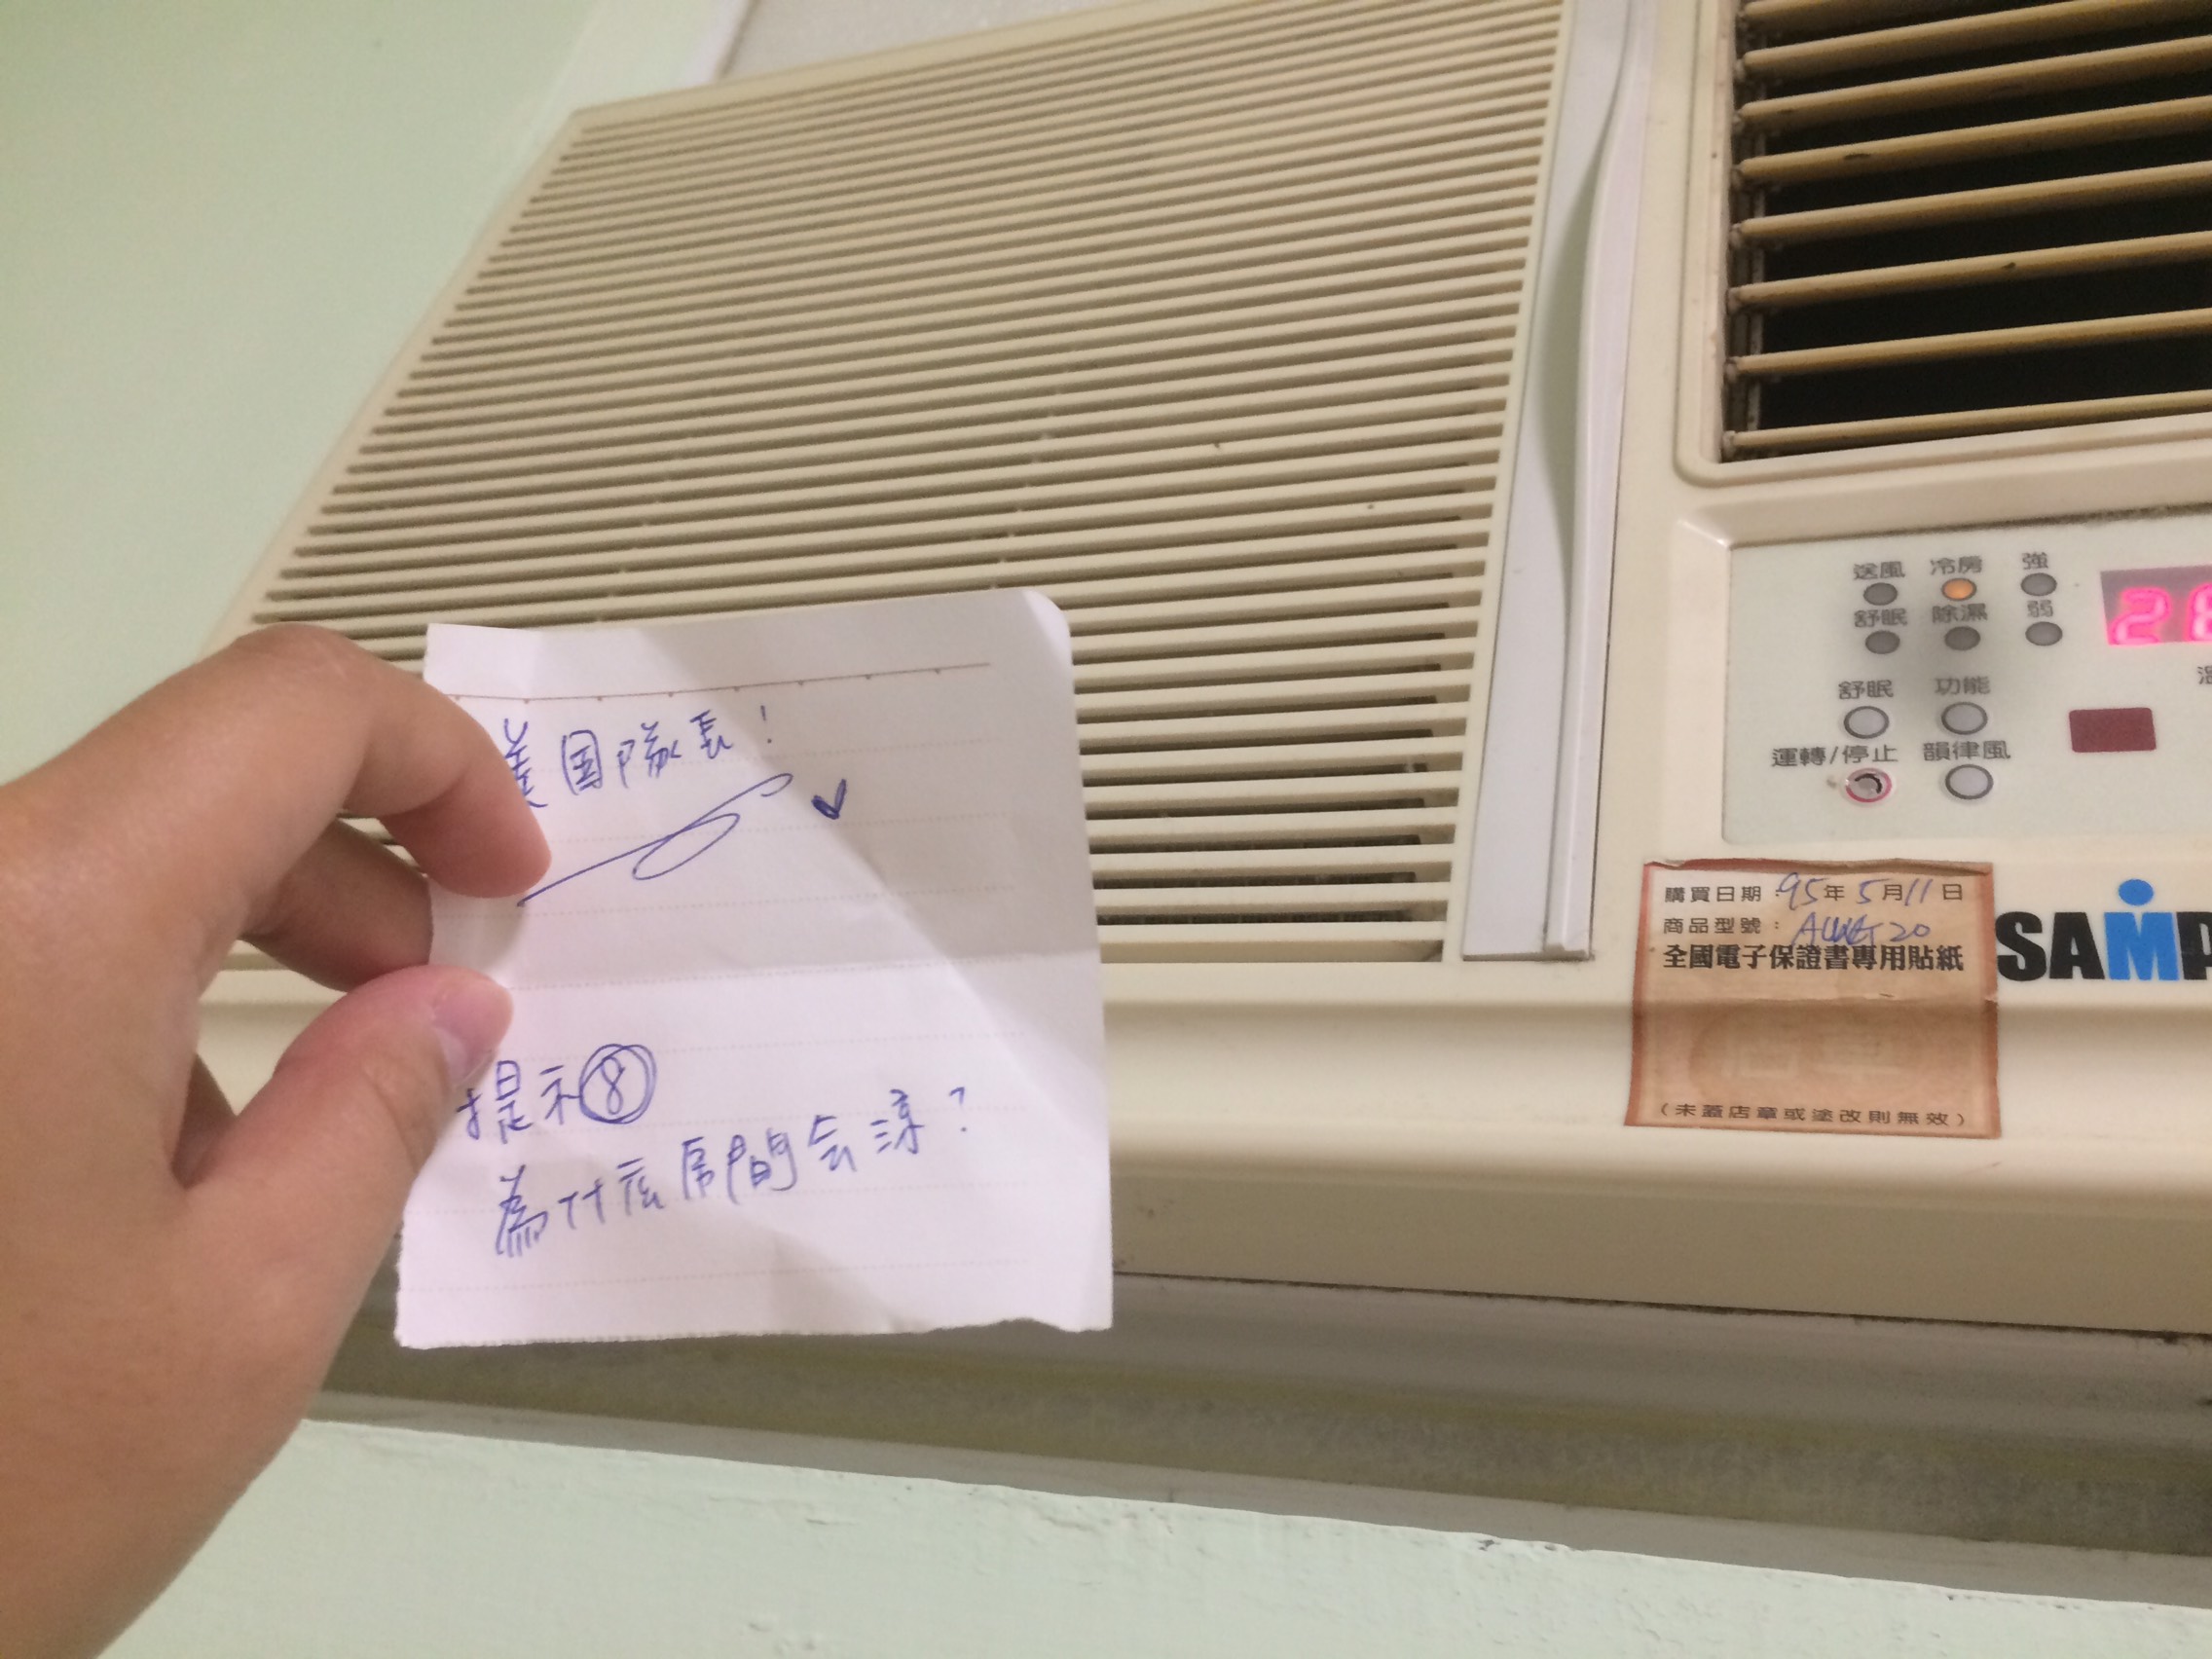 美国隊長!
提示⑧
為什庅房間会涼?
送風 冷房 強
舒眠 除濕 弱
舒眠 功能
運轉/停止 韻律風
購買日期:95年5月11日
商品型號:
全國電子保證書專用貼紙
(未蓋店章或塗改則無效)
SAMP